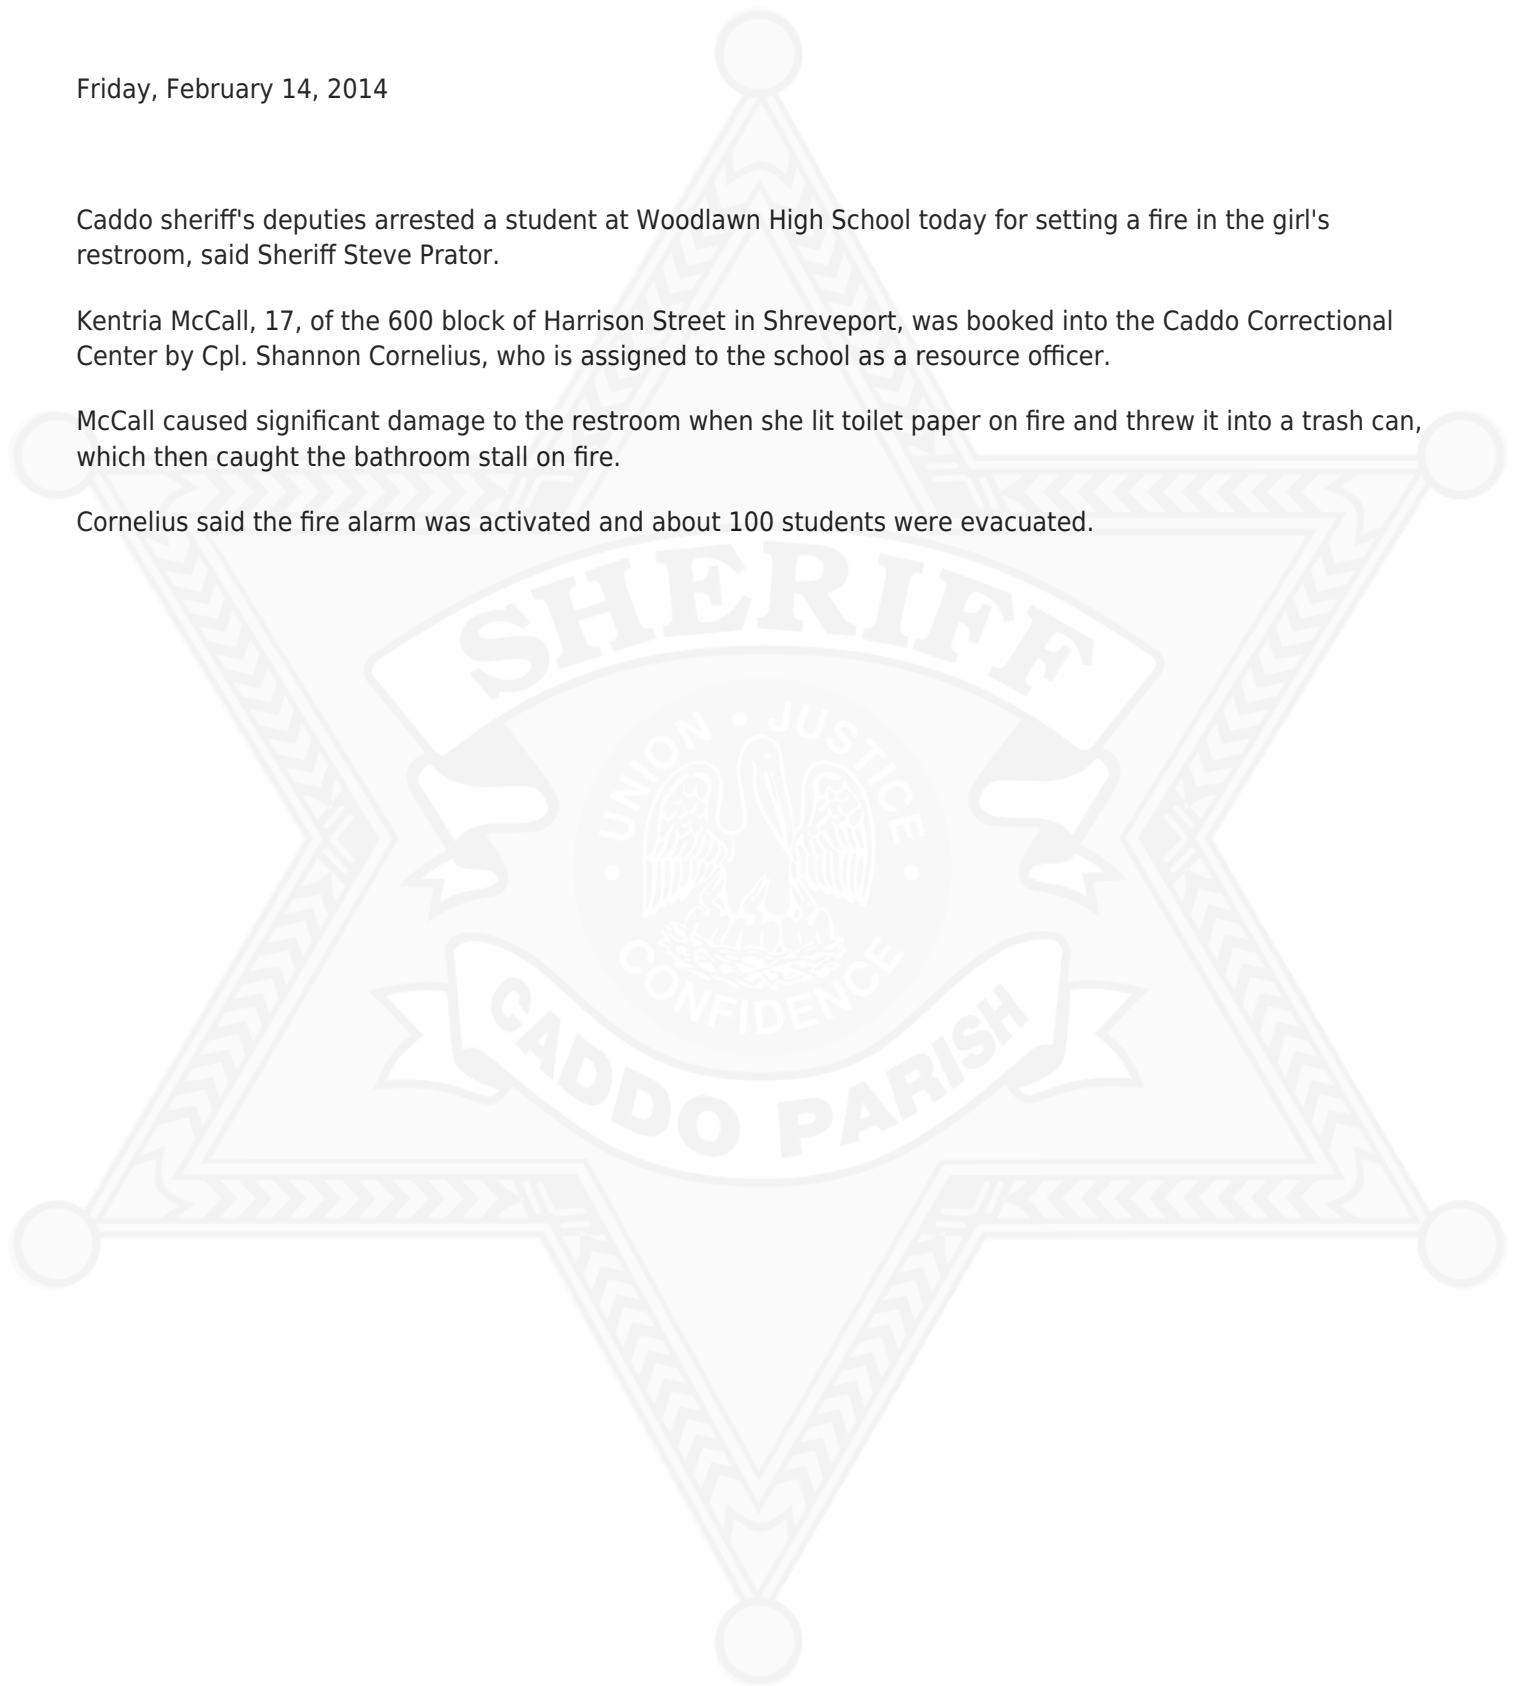 Friday, February 14, 2014
Caddo sheriff's deputies arrested a student at Woodlawn High School today for setting a fire in the girl's
restroom, said Sheriff Steve Prator.
Kentria McCall, 17, of the 600 block of Harrison Street in Shreveport, was booked into the Caddo Correctional
Center by Cpl. Shannon Cornelius, who is assigned to the school as a resource officer.
McCall caused significant damage to the restroom when she lit toilet paper on fire and threw it into a trash can,
which then caught the bathroom stall on fire.
Cornelius said the fire alarm was activated and about 100 students were evacuated.
SHERIFF
UNION • JUSTICE •
CONFIDENCE •
CADDO PARISH